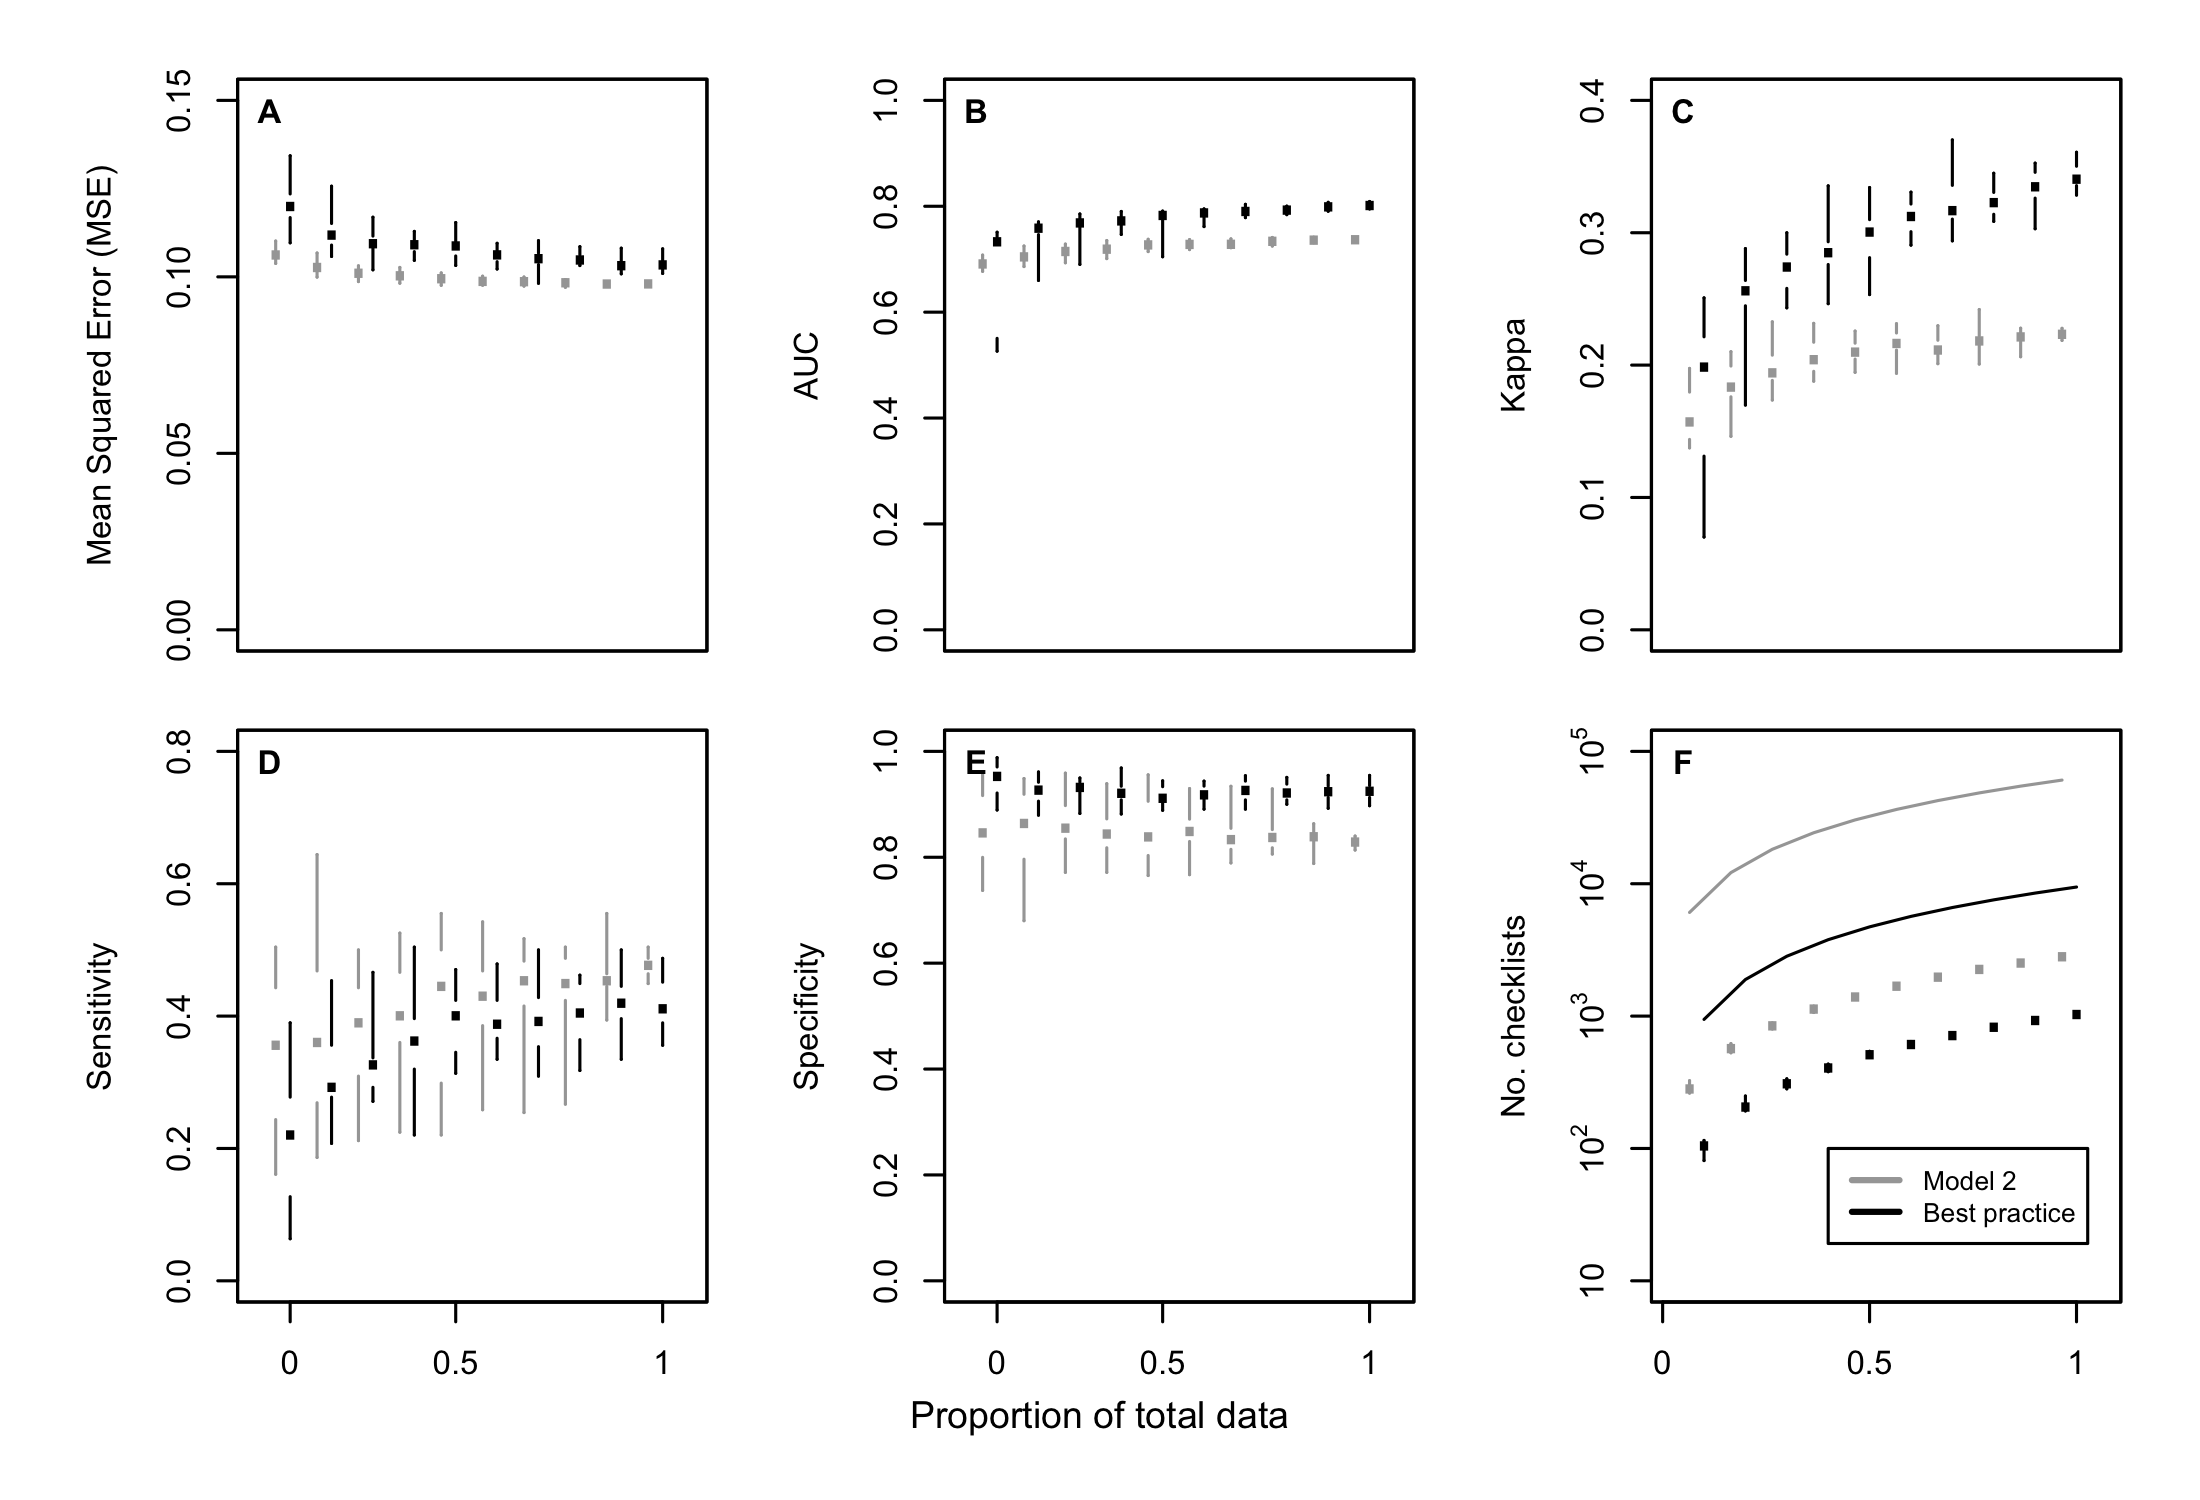 A
Mean Squared Error (MSE)
0.15
0.10
0.05
0.00
B
AUC
1.0
0.8
0.6
0.4
0.2
0.0
C
Kappa
0.4
0.3
0.2
0.1
0.0
D
Sensitivity
0.8
0.6
0.4
0.2
0.0
0 0.5 1
E
Specificity
1.0
0.8
0.6
0.4
0.2
0.0
0 0.5 1
F
No. checklists
10^5
10^4
10^3
10^2
10
Model 2
Best practice
0 0.5 1
Proportion of total data